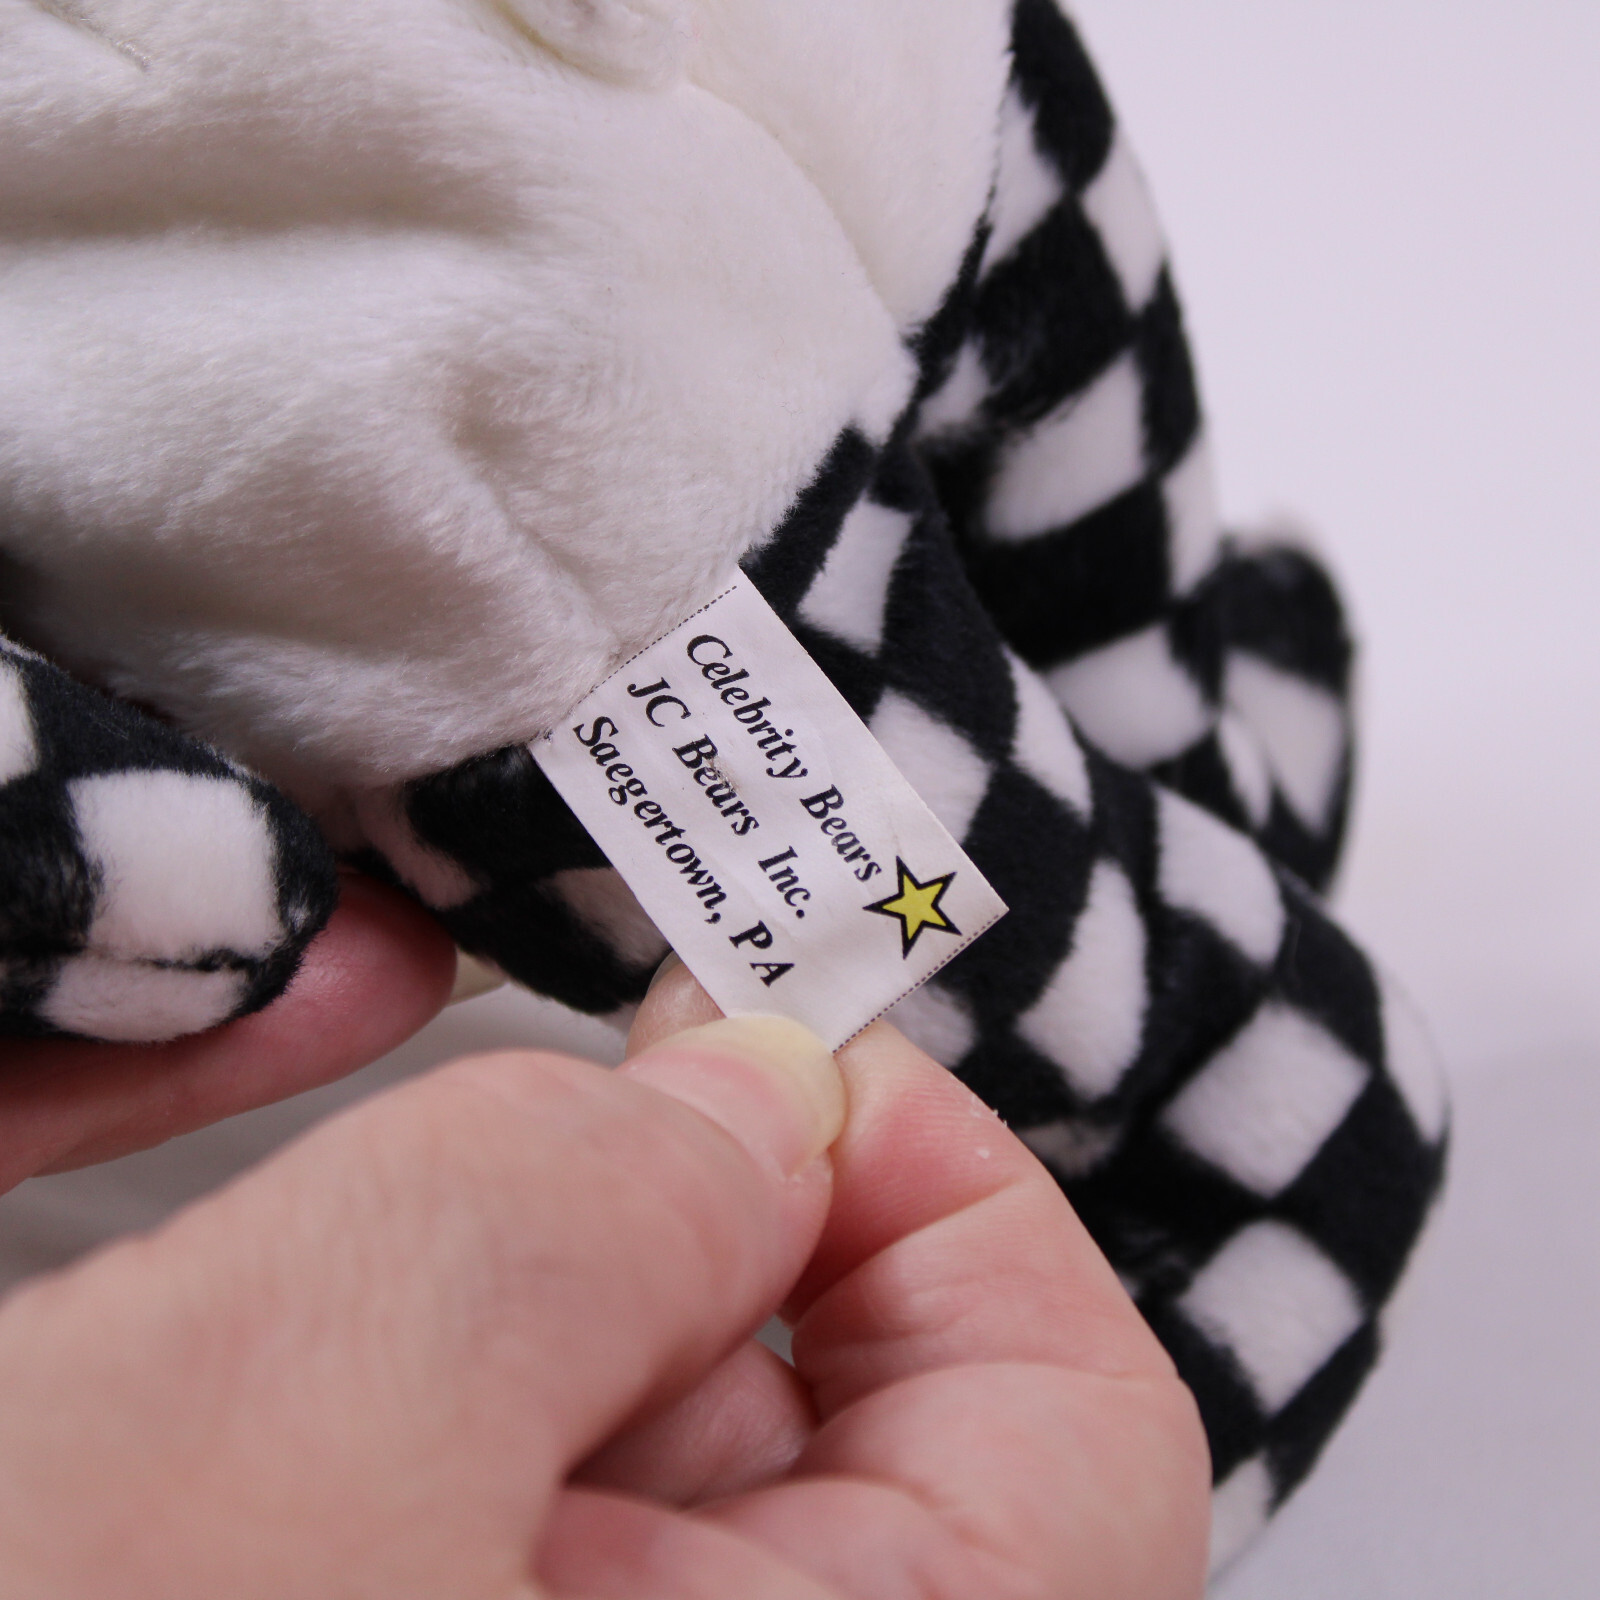 Celebrity Bears
JC Bears Inc.
Saegertown, PA